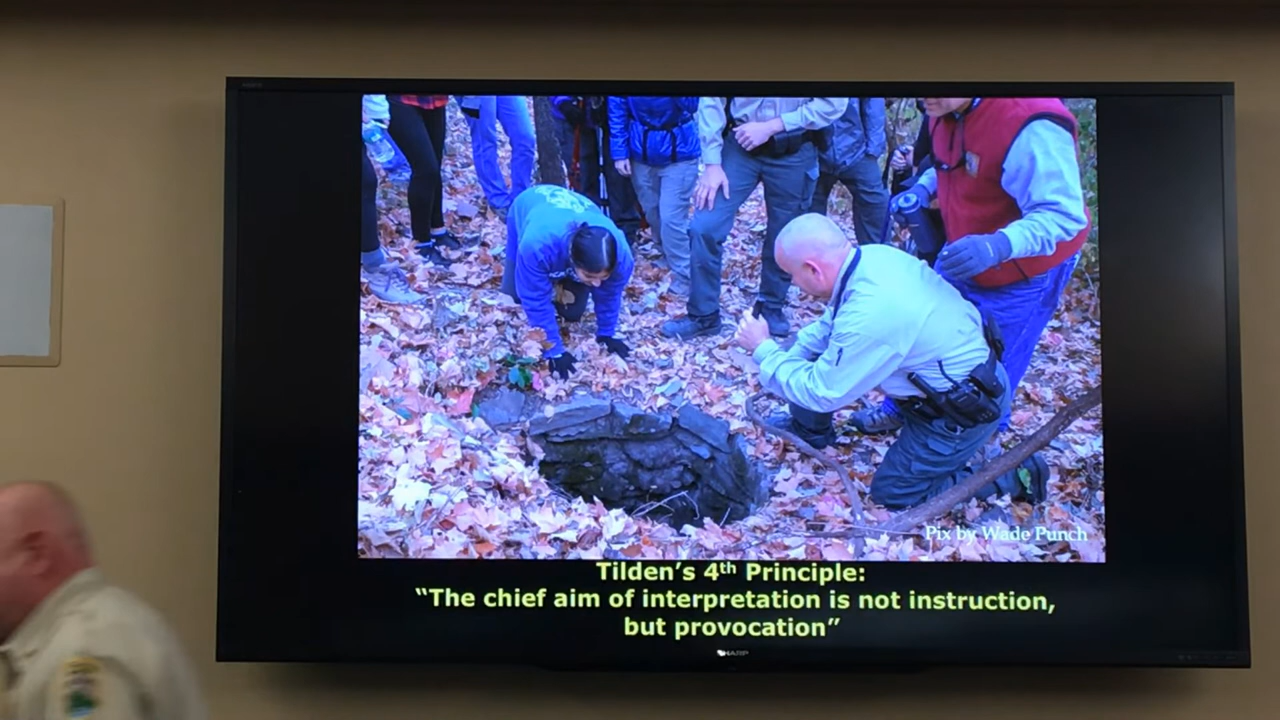 Pix by Wade Punch
Tilden's 4th Principle:
“The chief aim of interpretation is not instruction,
but provocation”
SHARP